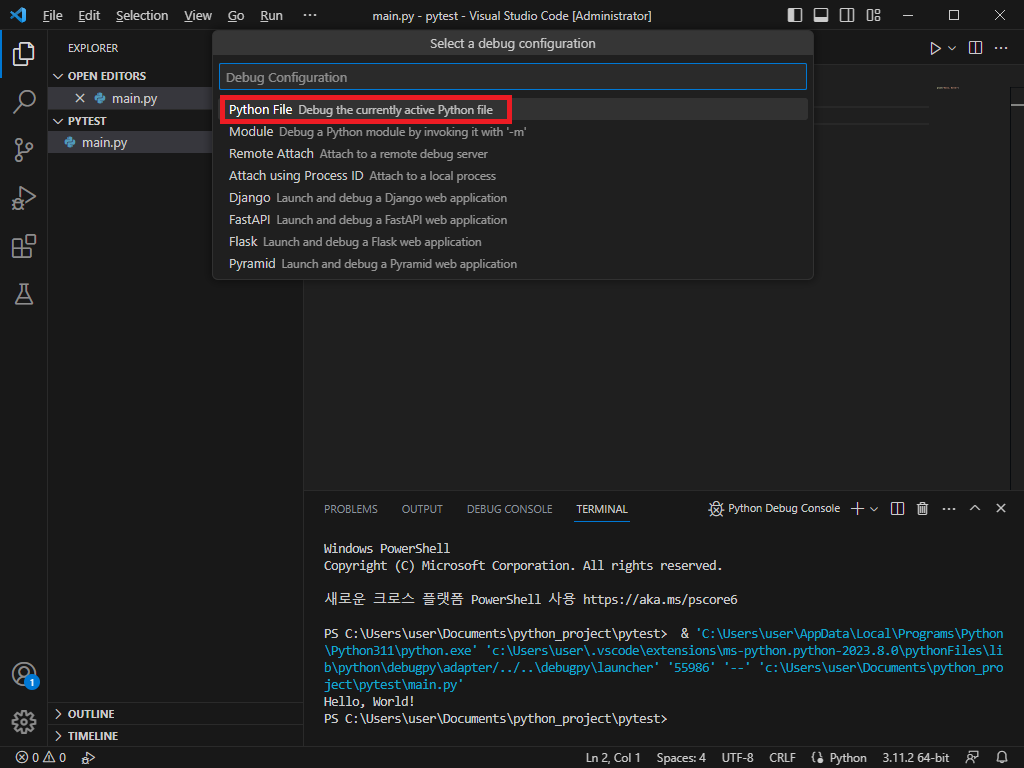 File Edit Selection View Go Run ··· main.py - pytest - Visual Studio Code [Administrator]
EXPLORER
OPEN EDITORS
main.py
PYTEST
main.py
Select a debug configuration
Debug Configuration
Python File Debug the currently active Python file
Module Debug a Python module by invoking it with '-m'
Remote Attach Attach to a remote debug server
Attach using Process ID Attach to a local process
Django Launch and debug a Django web application
FastAPI Launch and debug a FastAPI web application
Flask Launch and debug a Flask web application
Pyramid Launch and debug a Pyramid web application
PROBLEMS OUTPUT DEBUG CONSOLE TERMINAL Python Debug Console
Windows PowerShell
Copyright (C) Microsoft Corporation. All rights reserved.
새로운 크로스 플랫폼 PowerShell 사용 https://aka.ms/pscore6
PS C:\Users\user\Documents\python_project\pytest>  & 'C:\Users\user\AppData\Local\Programs\Python
\Python311\python.exe' 'c:\Users\user\.vscode\extensions\ms-python.python-2023.8.0\pythonFiles\li
b\python\debugpy\adapter/../..\debugpy\launcher' '55986' '--' 'c:\Users\user\Documents\python_pro
ject\pytest\main.py'
Hello, World!
PS C:\Users\user\Documents\python_project\pytest>
1
OUTLINE
TIMELINE
0 0 Ln 2, Col 1 Spaces: 4 UTF-8 CRLF Python 3.11.2 64-bit